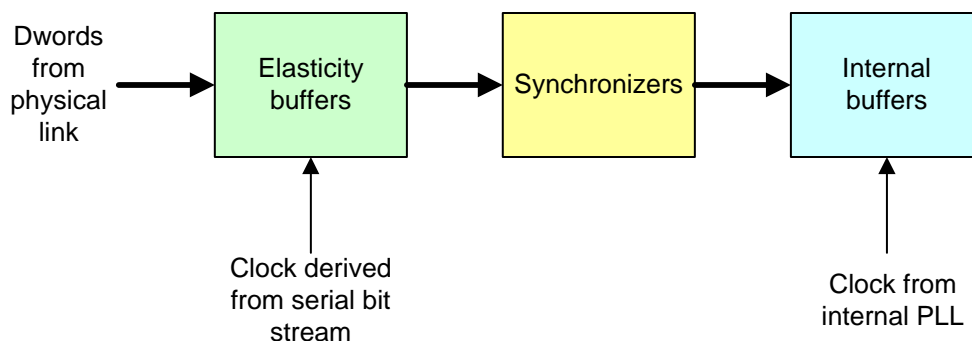 Dwords
from
physical
link
Elasticity
buffers
Synchronizers
Internal
buffers
Clock derived
from serial bit
stream
Clock from
internal PLL